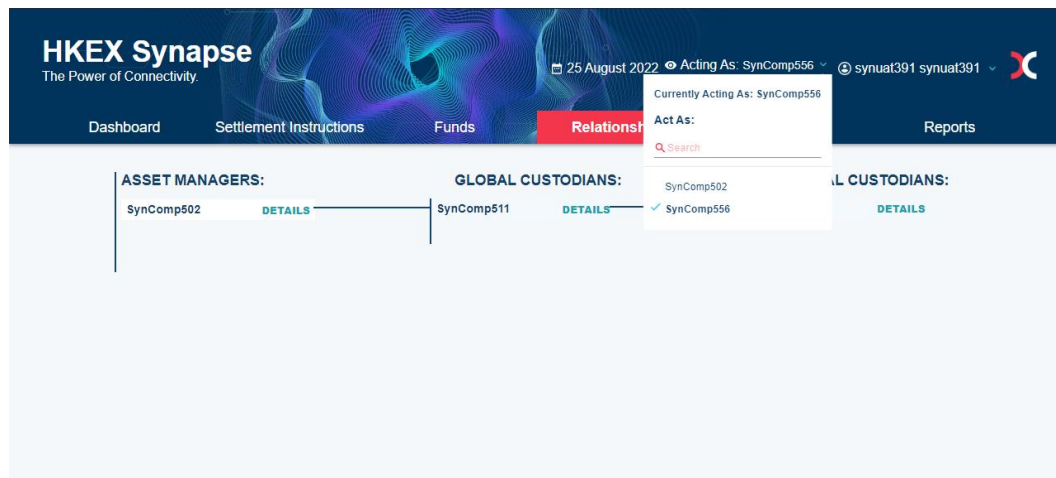 HKEX Synapse
The Power of Connectivity.
25 August 2022 Acting As: SynComp556 synuat391 synuat391
Currently Acting As: SynComp556
Act As:
Search
SynComp502
SynComp556
Dashboard Settlement Instructions Funds Relationsh Reports
ASSET MANAGERS: GLOBAL CUSTODIANS: AL CUSTODIANS:
SynComp502 DETAILS SynComp511 DETAILS DETAILS